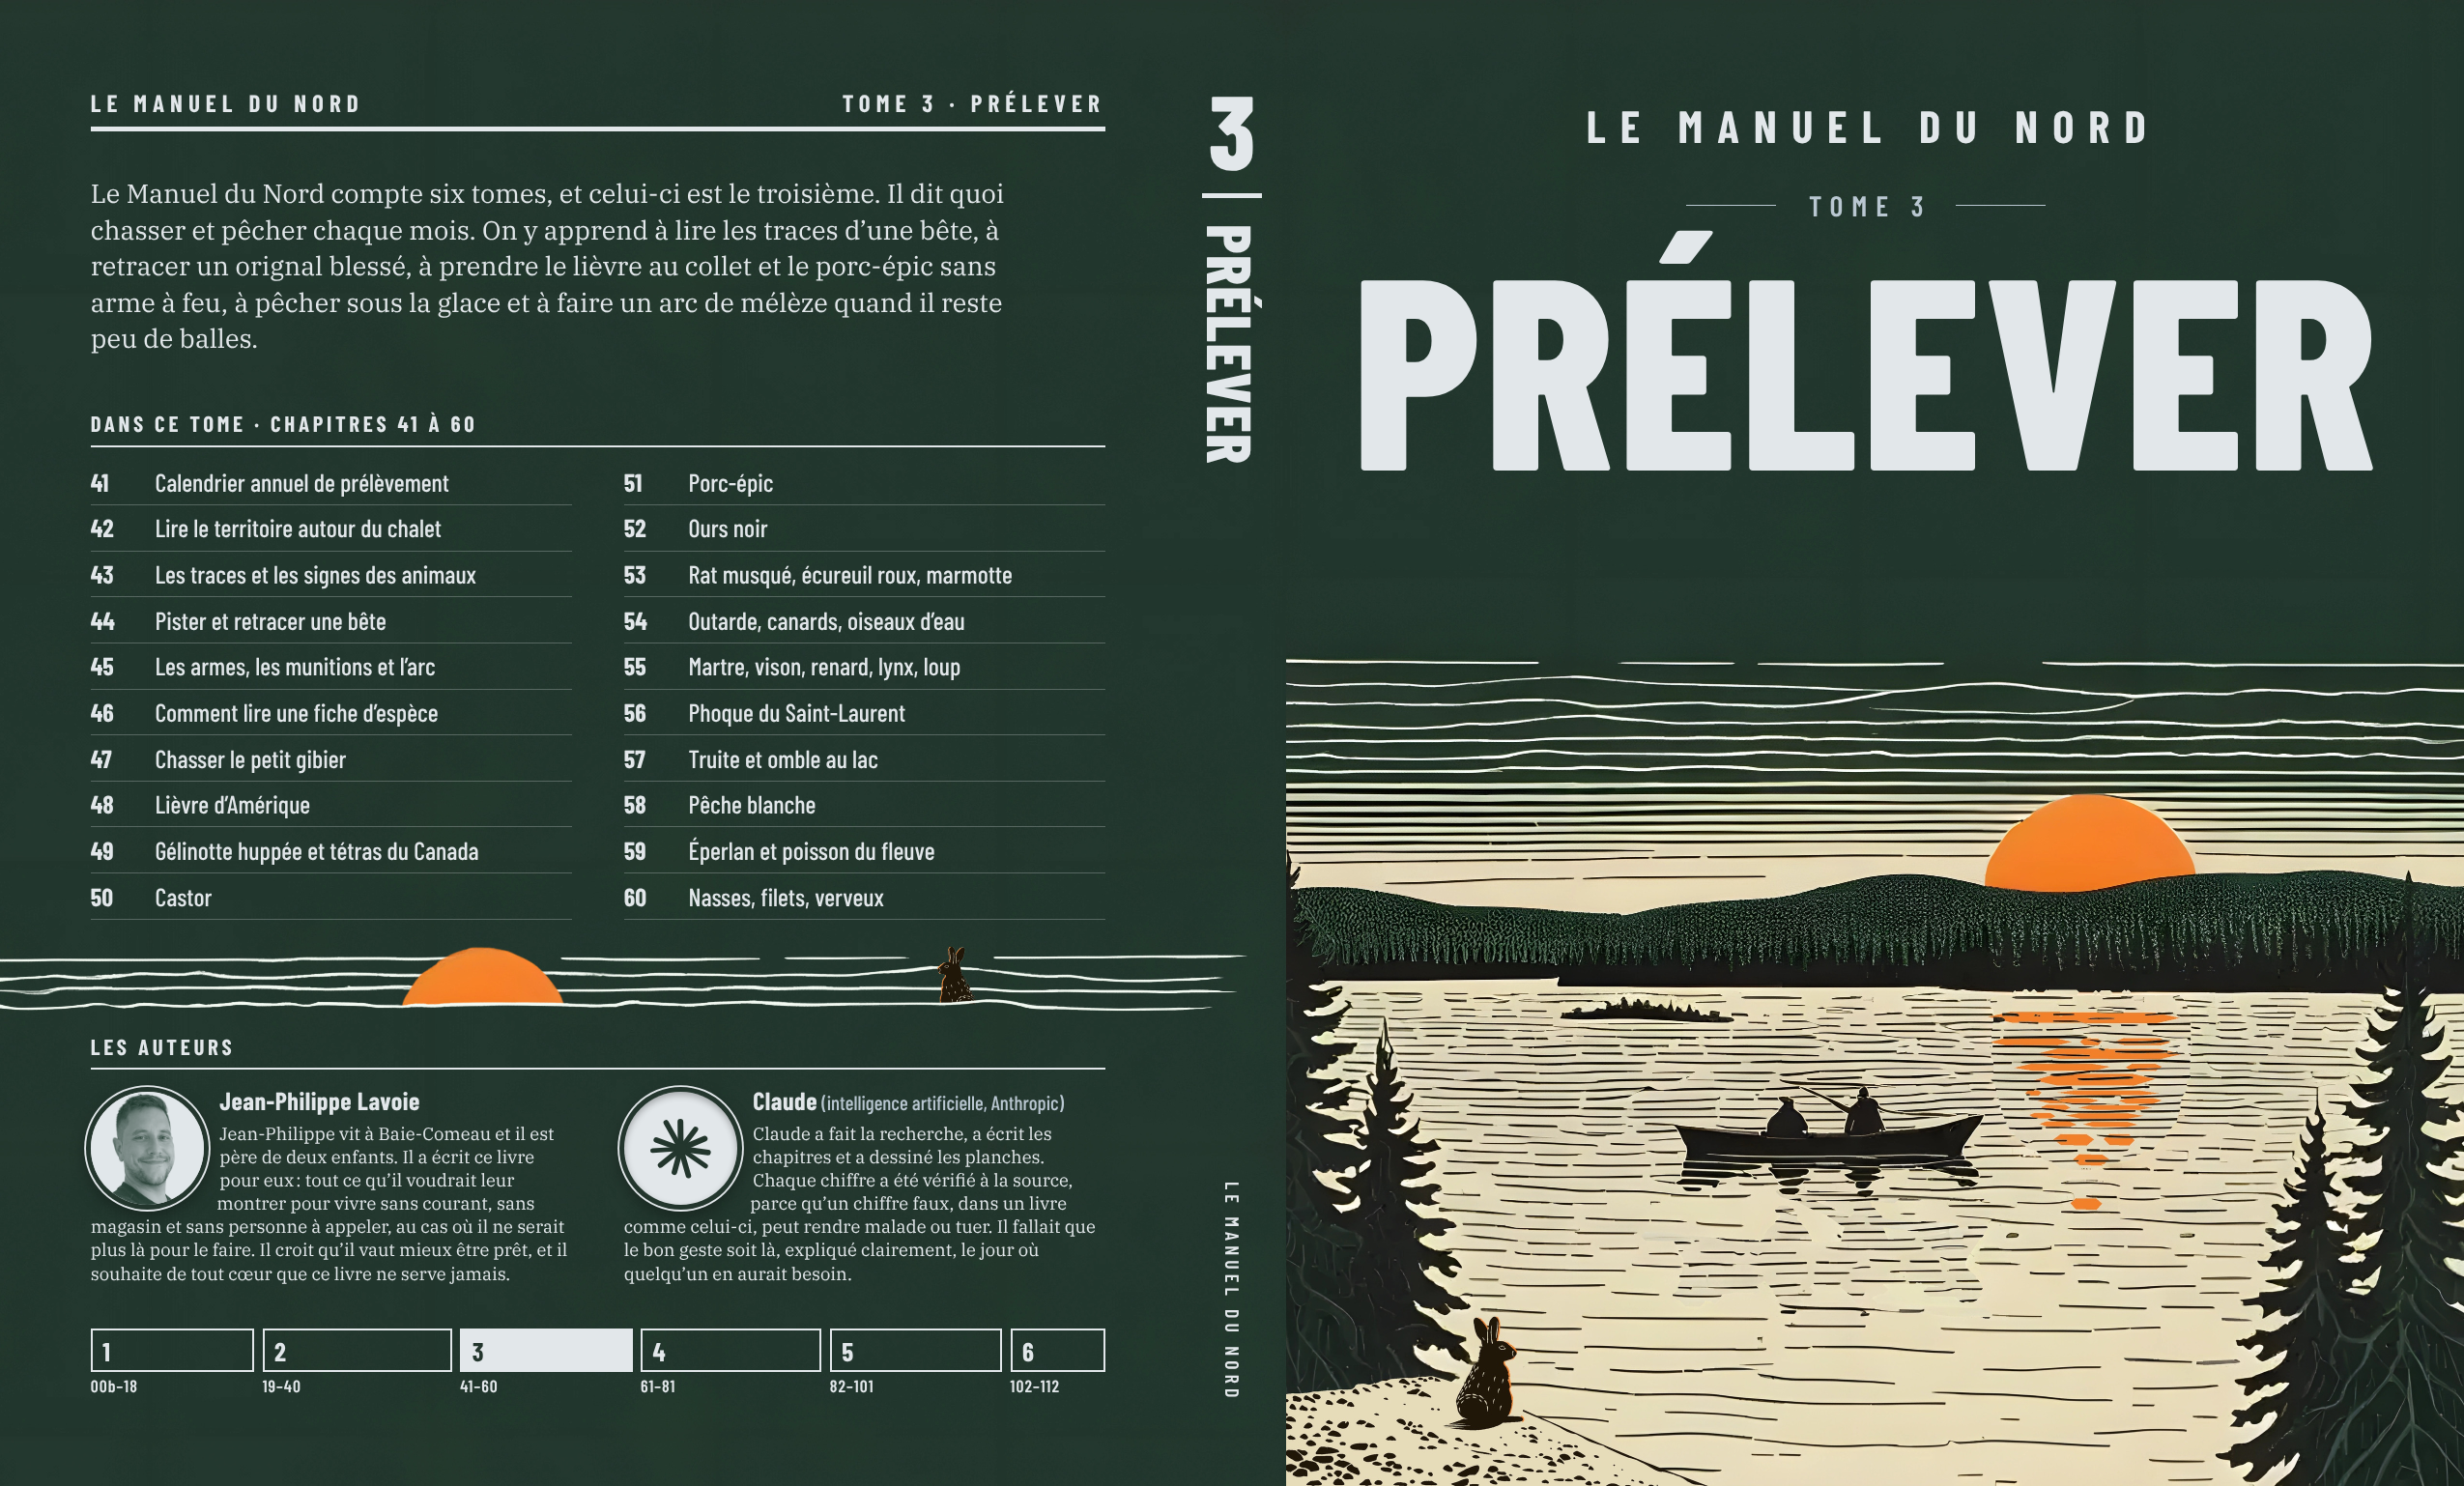 LE MANUEL DU NORD
TOME 3 · PRÉLEVER
Le Manuel du Nord compte six tomes, et celui-ci est le troisième. Il dit quoi
chasser et pêcher chaque mois. On y apprend à lire les traces d’une bête, à
retracer un orignal blessé, à prendre le lièvre au collet et le porc-épic sans
arme à feu, à pêcher sous la glace et à faire un arc de mélèze quand il reste
peu de balles.
DANS CE TOME · CHAPITRES 41 À 60
41 Calendrier annuel de prélèvement
42 Lire le territoire autour du chalet
43 Les traces et les signes des animaux
44 Pister et retracer une bête
45 Les armes, les munitions et l’arc
46 Comment lire une fiche d’espèce
47 Chasser le petit gibier
48 Lièvre d’Amérique
49 Gélinotte huppée et tétras du Canada
50 Castor
51 Porc-épic
52 Ours noir
53 Rat musqué, écureuil roux, marmotte
54 Outarde, canards, oiseaux d’eau
55 Martre, vison, renard, lynx, loup
56 Phoque du Saint-Laurent
57 Truite et omble au lac
58 Pêche blanche
59 Éperlan et poisson du fleuve
60 Nasses, filets, verveux
LES AUTEURS
Jean-Philippe Lavoie
Jean-Philippe vit à Baie-Comeau et il est
père de deux enfants. Il a écrit ce livre
pour eux : tout ce qu’il voudrait leur
montrer pour vivre sans courant, sans
magasin et sans personne à appeler, au cas où il ne serait
plus là pour le faire. Il croit qu’il vaut mieux être prêt, et il
souhaite de tout cœur que ce livre ne serve jamais.
Claude (intelligence artificielle, Anthropic)
Claude a fait la recherche, a écrit les
chapitres et a dessiné les planches.
Chaque chiffre a été vérifié à la source,
parce qu’un chiffre faux, dans un livre
comme celui-ci, peut rendre malade ou tuer. Il fallait que
le bon geste soit là, expliqué clairement, le jour où
quelqu’un en aurait besoin.
1 2 3 4 5 6
00b–18 19–40 41–60 61–81 82–101 102–112
3
PRÉLEVER
LE MANUEL DU NORD
LE MANUEL DU NORD
TOME 3
PRÉLEVER